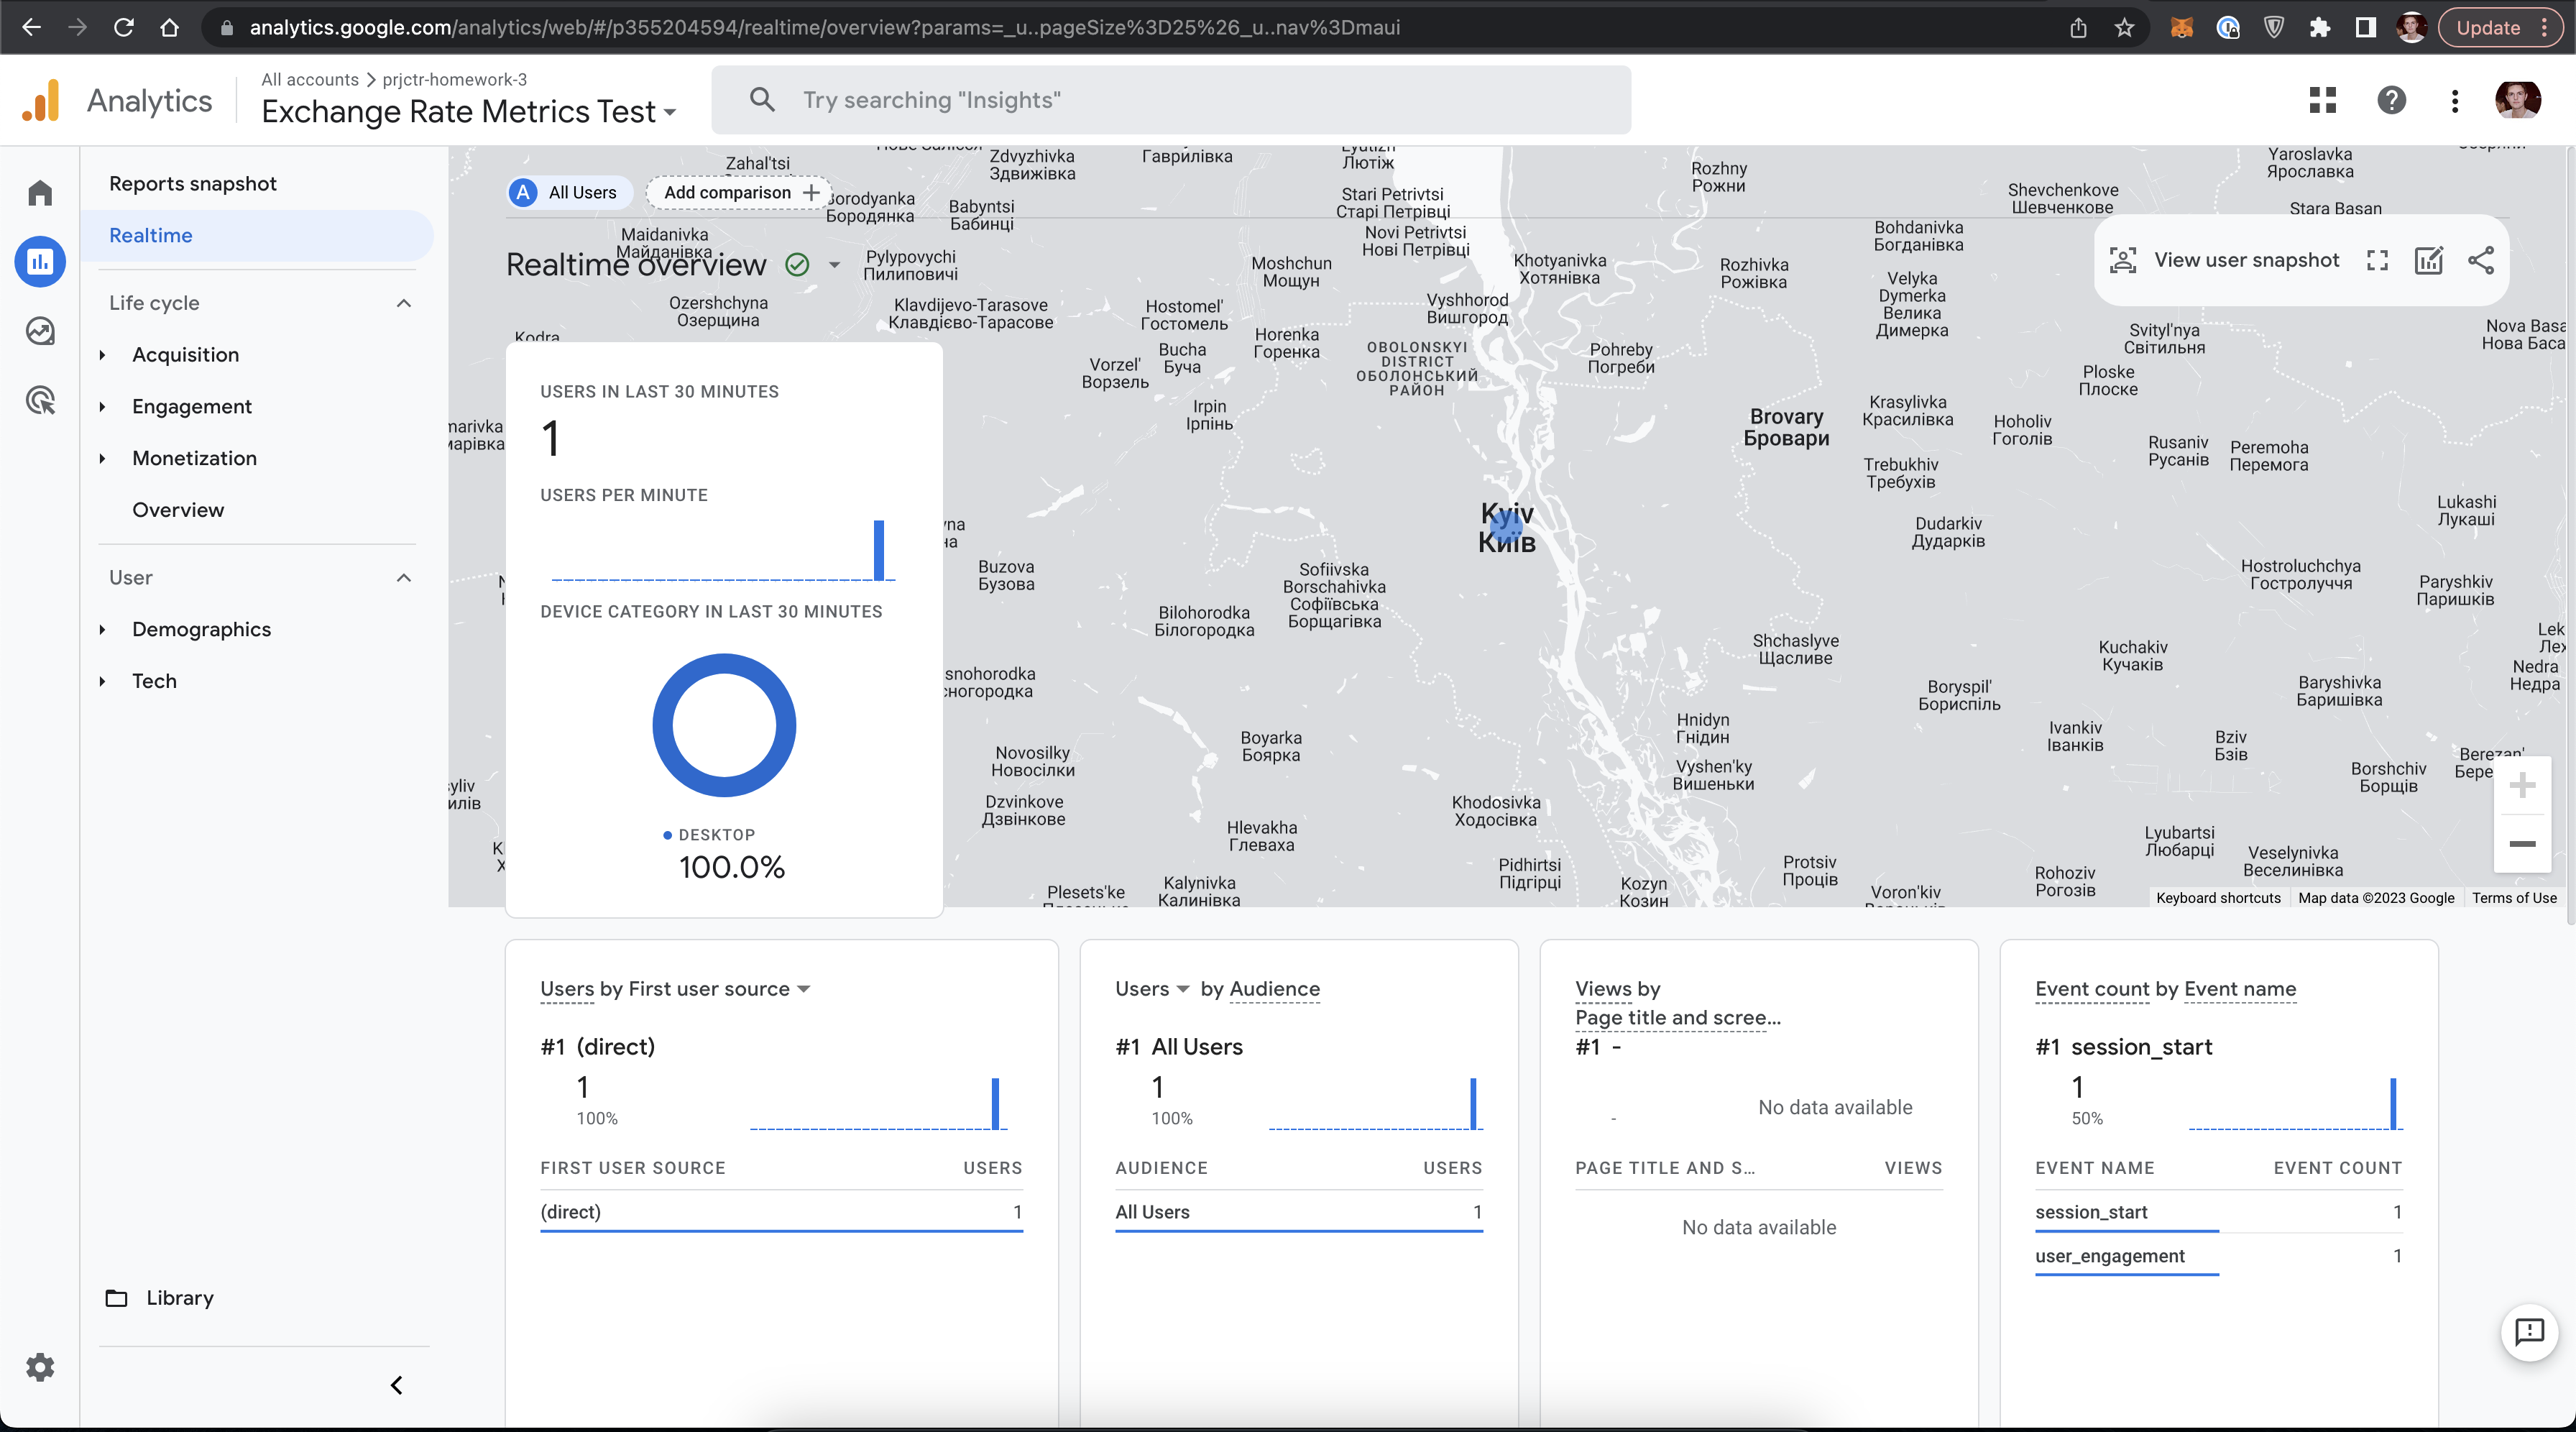 analytics.google.com/analytics/web/#/p355204594/realtime/overview?params=_u..pageSize%3D25%26_u..nav%3Dmaui
Update
Analytics
All accounts > prjctr-homework-3
Exchange Rate Metrics Test
Try searching "Insights"
Reports snapshot
Realtime
Life cycle
Acquisition
Engagement
Monetization
Overview
User
Demographics
Tech
Library
A All Users
Add comparison
Realtime overview
View user snapshot
USERS IN LAST 30 MINUTES
1
USERS PER MINUTE
DEVICE CATEGORY IN LAST 30 MINUTES
DESKTOP
100.0%
Zahal'tsi
Zdvyzhivka
Здвижівка
Гаврилівка
Лютіж
Rozhny
Рожни
Yaroslavka
Ярославка
Shevchenkove
Шевченкове
Stara Basan
Borodyanka
Бородянка
Babyntsi
Бабинці
Stari Petrivtsi
Старі Петрівці
Maidanivka
Майданівка
Novi Petrivtsi
Нові Петрівці
Bohdanivka
Богданівка
Pylypovychi
Пилиповичі
Moshchun
Мощун
Khotyanivka
Хотянівка
Rozhivka
Рожівка
Velyka
Dymerka
Велика
Димерка
Ozershchyna
Озерщина
Klavdijevo-Tarasove
Клавдієво-Тарасове
Hostomel'
Гостомель
Vyshhorod
Вишгород
Kodra
Horenka
Горенка
Svityl'nya
Світильня
Nova Basa
Нова Баса
Vorzel'
Ворзель
Bucha
Буча
OBOLONSKYI
DISTRICT
ОБОЛОНСЬКИЙ
РАЙОН
Pohreby
Погреби
Ploske
Плоске
Irpin
Ірпінь
Brovary
Бровари
Krasylivka
Красилівка
Hoholiv
Гоголів
Rusaniv
Русанів
Peremoha
Перемога
marivka
марівка
Trebukhiv
Требухів
Kyiv
Київ
Dudarkiv
Дударків
Lukashi
Лукаші
Buzova
Бузова
Sofiivska
Borschahivka
Софіївська
Борщагівка
Hostroluchchya
Гостролуччя
Paryshkiv
Паришків
Bilohorodka
Білогородка
Shchaslyve
Щасливе
Kuchakiv
Кучаків
Lek
Лех
Nedra
Недра
snohorodka
сногородка
Boryspil'
Бориспіль
Baryshivka
Баришівка
Hnidyn
Гнідин
Ivankiv
Іванків
Bziv
Бзів
Boyarka
Боярка
Novosilky
Новосілки
Vyshen'ky
Вишеньки
Borshchiv
Борщів
Berezan'
Бере
Dzvinkove
Дзвінкове
Khodosivka
Ходосівка
Hlevakha
Глеваха
Lyubartsi
Любарці
Veselynivka
Веселинівка
Pidhirtsi
Підгірці
Protsiv
Проців
Rohoziv
Рогозів
Plesets'ke
Kalynivka
Калинівка
Kozyn
Козин
Voron'kiv
Keyboard shortcuts
Map data ©2023 Google
Terms of Use
Users by First user source
#1 (direct)
1
100%
FIRST USER SOURCE USERS
(direct) 1
Users by Audience
#1 All Users
1
100%
AUDIENCE USERS
All Users 1
Views by
Page title and scree...
#1 -
-
No data available
PAGE TITLE AND S... VIEWS
No data available
Event count by Event name
#1 session_start
1
50%
EVENT NAME EVENT COUNT
session_start 1
user_engagement 1